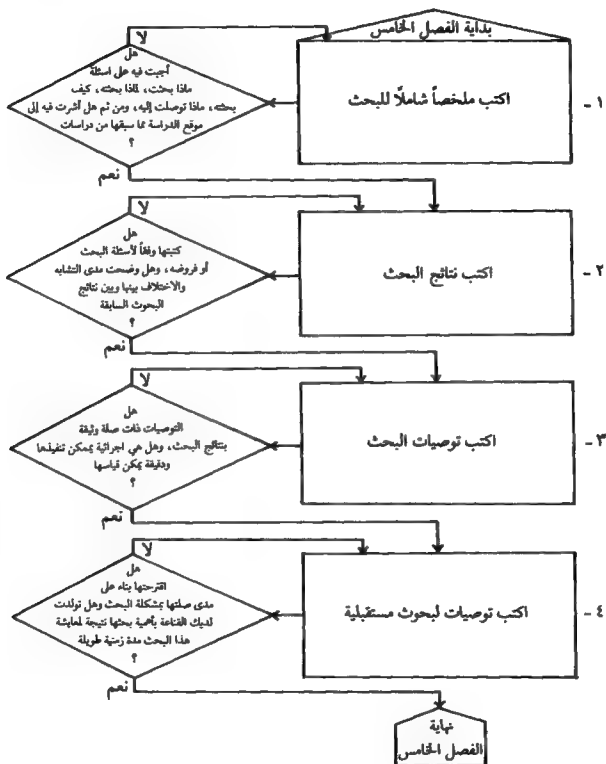 بداية الفصل الخامس
١ -
اكتب ملخصاً شاملًا للبحث
لا
هل
أجبت فيه على اسئلة
ماذا بحثت، لماذا بحثته، كيف
بحثته، ماذا توصلت إليه، ومن ثم هل أشرت فيه إلى
موقع الدراسة مما سبقها من دراسات
؟
نعم
٢ -
اكتب نتائج البحث
لا
هل
كتبتها وفقاً لأسئلة البحث
أو فروضه، وهل وضحت مدى التشابه
والاختلاف بينها وبين نتائج
البحوث السابقة
؟
نعم
٣ -
اكتب توصيات البحث
لا
هل
التوصيات ذات صلة وثيقة
بنتائج البحث، وهل هي اجرائية يمكن تنفيذها
ودقيقة يمكن قياسها
؟
نعم
٤ -
اكتب توصيات لبحوث مستقبلية
لا
هل
اقترحتها بناء على
مدى صلتها بمشكلة البحث وهل تولدت
لديك القناعة بأهمية بحثها نتيجة لمعايشة
هذا البحث مدة زمنية طويلة
؟
نعم
نهاية
الفصل الخامس